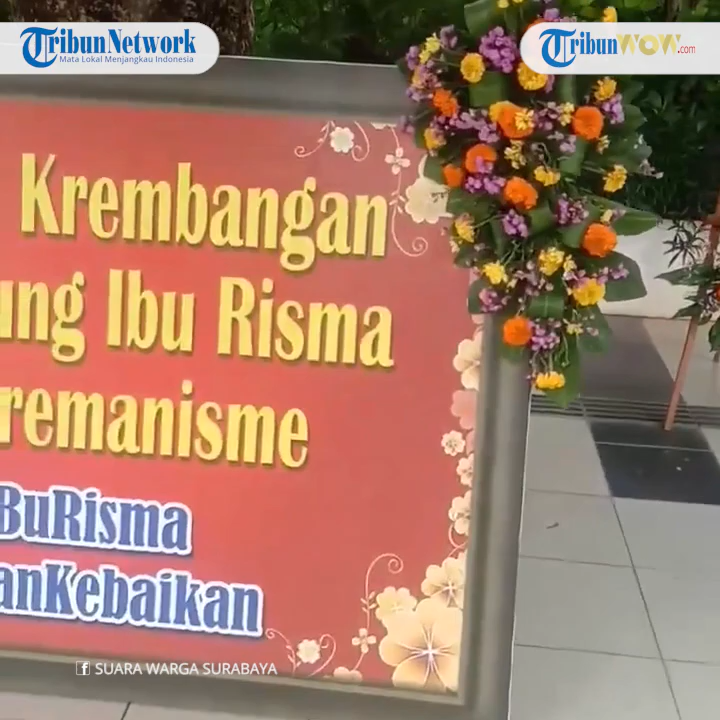 TribunNetwork
Mata Lokal Menjangkau Indonesia
TribunWOW.com
Krembangan
ung Ibu Risma
remanisme
BuRisma
anKebaikan
SUARA WARGA SURABAYA